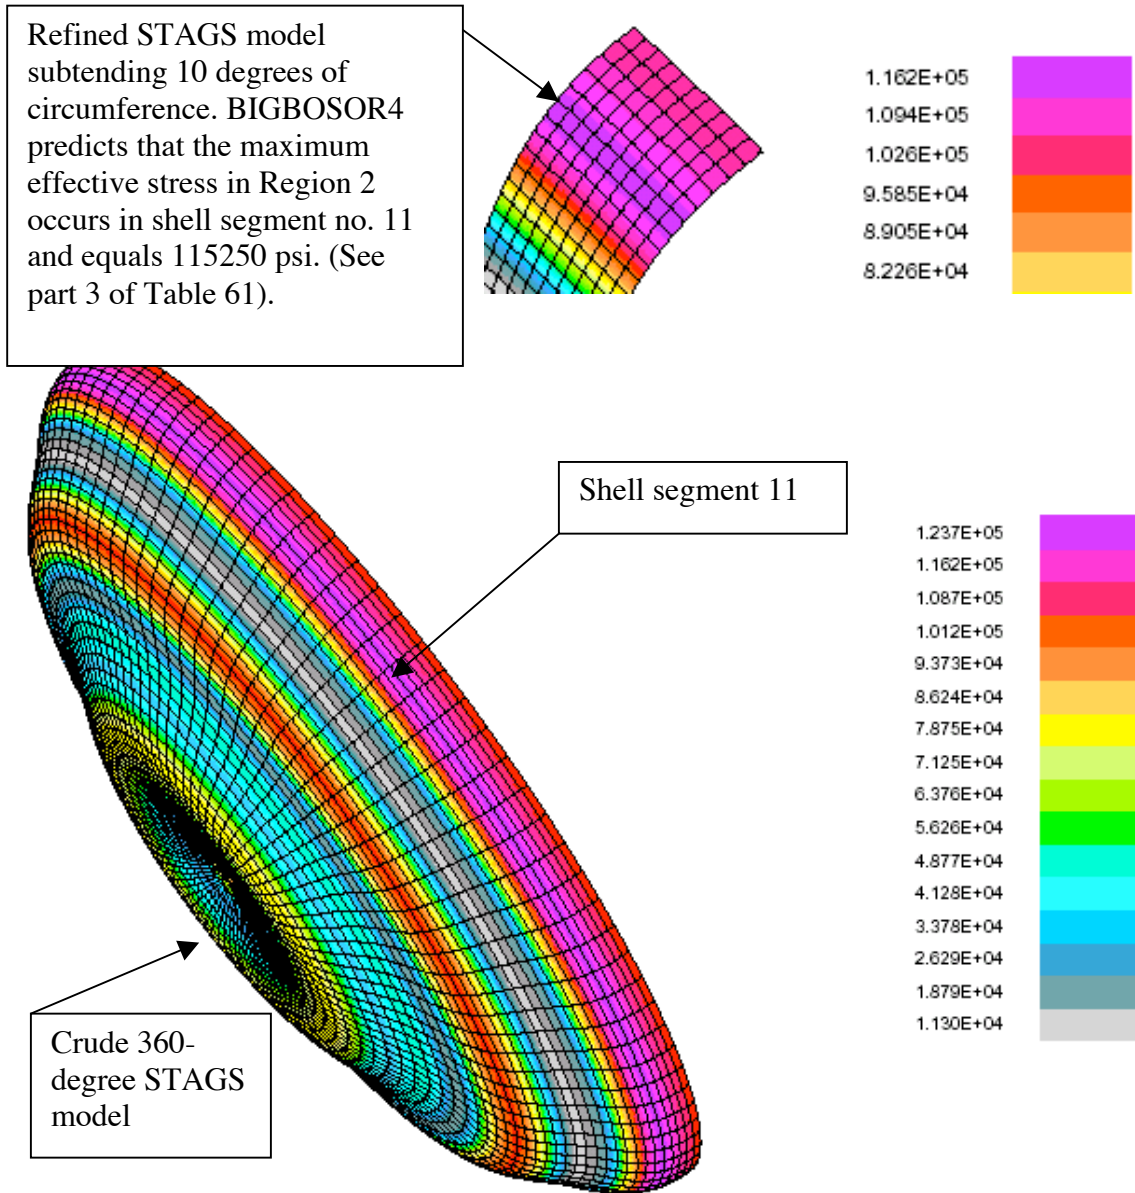 Refined STAGS model
subtending 10 degrees of
circumference. BIGBOSOR4
predicts that the maximum
effective stress in Region 2
occurs in shell segment no. 11
and equals 115250 psi. (See
part 3 of Table 61).
1.162E+05
1.094E+05
1.026E+05
9.585E+04
8.905E+04
8.226E+04
Shell segment 11
1.237E+05
1.162E+05
1.087E+05
1.012E+05
9.373E+04
8.624E+04
7.875E+04
7.125E+04
6.376E+04
5.626E+04
4.877E+04
4.128E+04
3.378E+04
2.629E+04
1.879E+04
1.130E+04
Crude 360-
degree STAGS
model